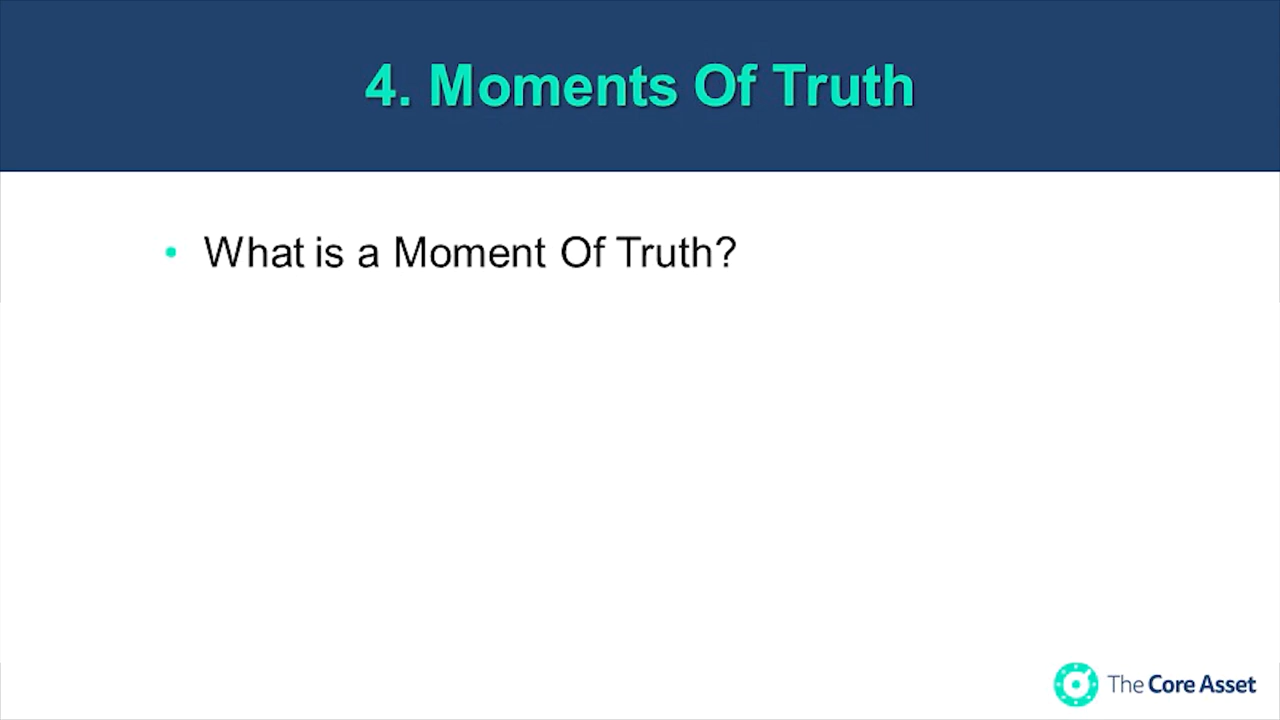 4. Moments Of Truth
• What is a Moment Of Truth?
The Core Asset